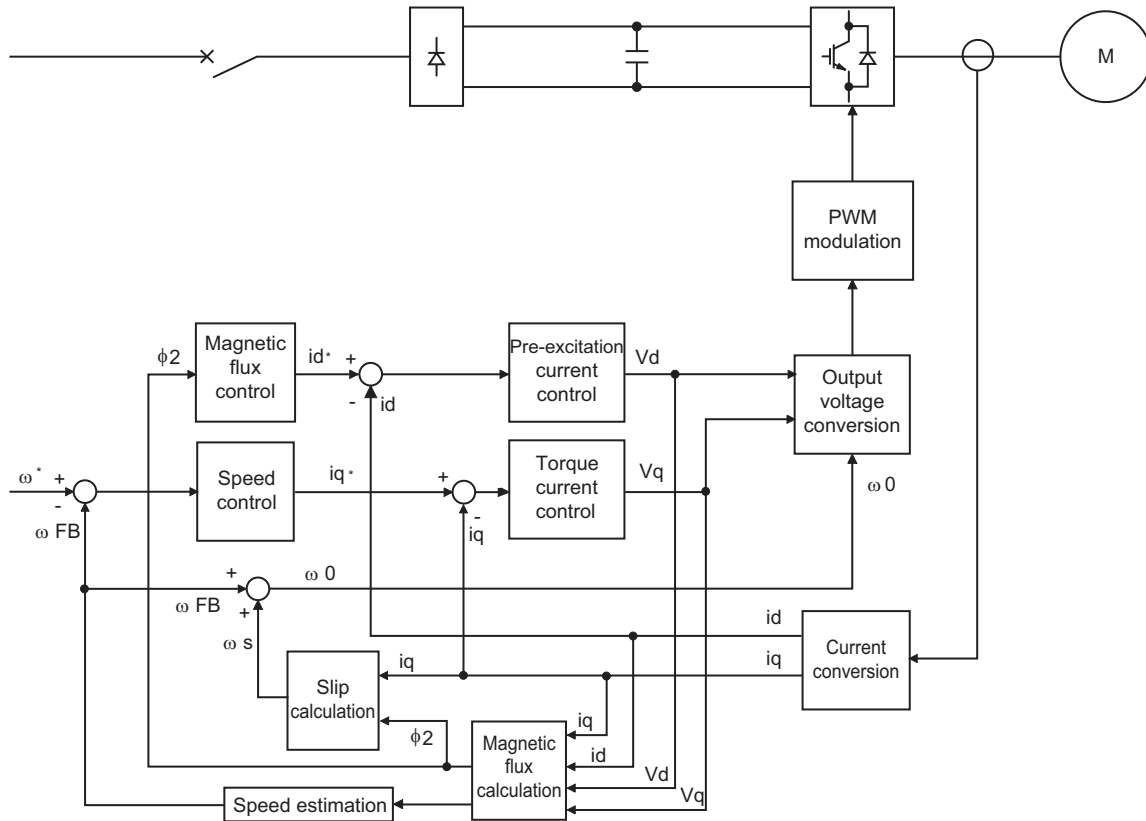 M
PWM
modulation
Magnetic
flux
control
ϕ2
id*
+
-
id
Pre-excitation
current
control
Vd
Output
voltage
conversion
ω*
+
-
ω FB
Speed
control
iq*
+
-
iq
Torque
current
control
Vq
ω0
+
ω FB
+
ω0
ω s
Slip
calculation
iq
ϕ2
id
iq
Current
conversion
Magnetic
flux
calculation
iq
id
Vd
Vq
Speed estimation